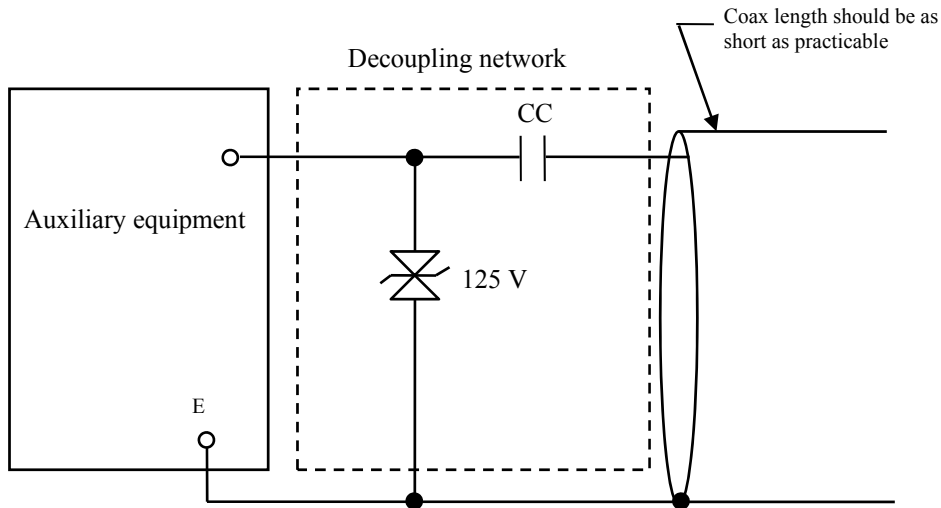 Coax length should be as
short as practicable
Decoupling network
CC
Auxiliary equipment
125 V
E